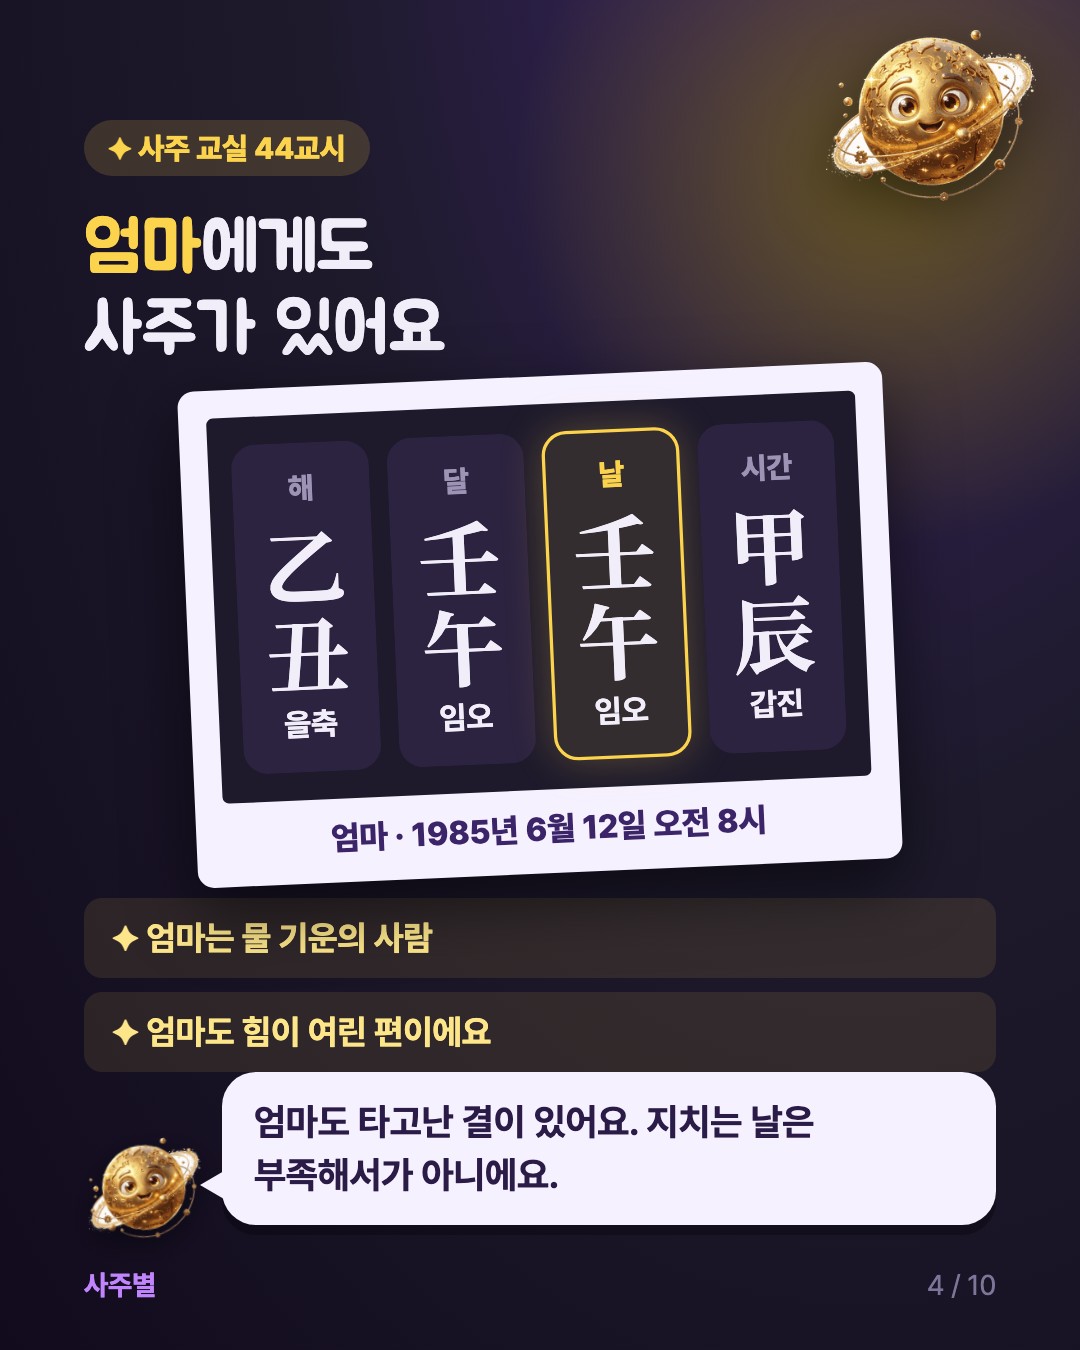 ✦ 사주 교실 44교시
엄마에게도
사주가 있어요
해 달 날 시간
乙 壬 壬 甲
丑 午 午 辰
을축 임오 임오 갑진
엄마 · 1985년 6월 12일 오전 8시
✦ 엄마는 물 기운의 사람
✦ 엄마도 힘이 여린 편이에요
엄마도 타고난 결이 있어요. 지치는 날은
부족해서가 아니에요.
사주별
4 / 10